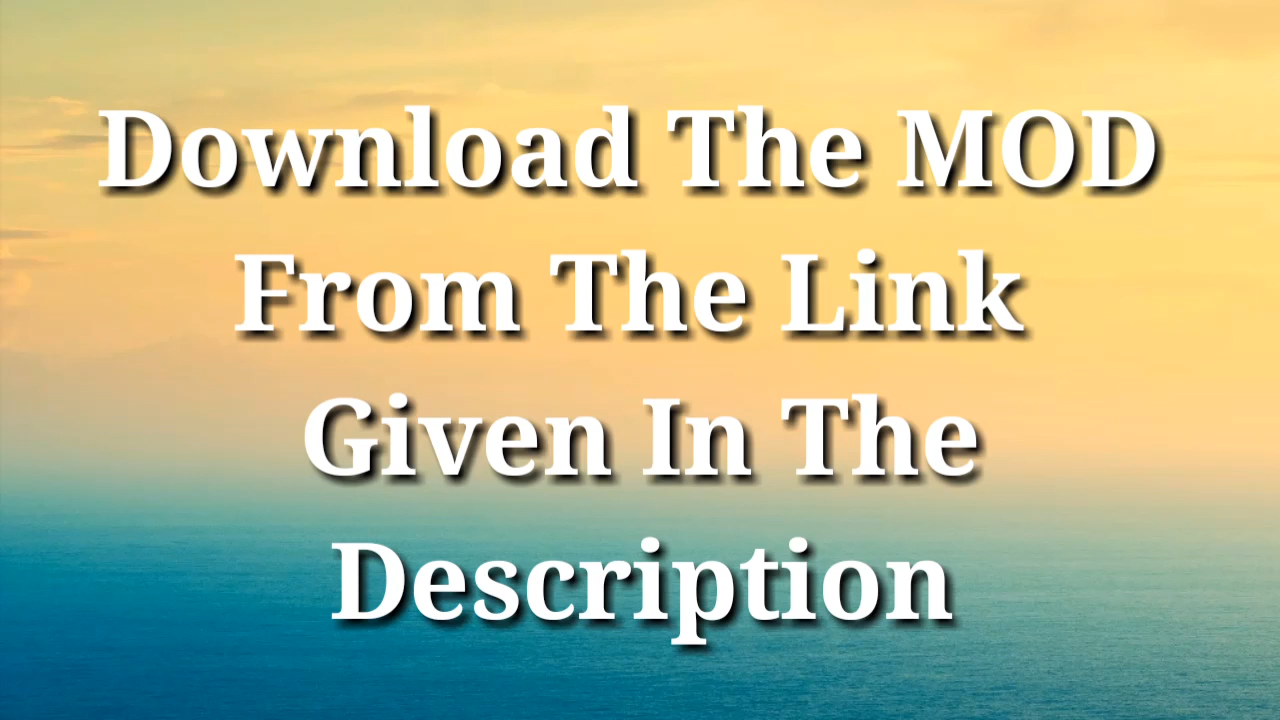 Download The MOD
From The Link
Given In The
Description